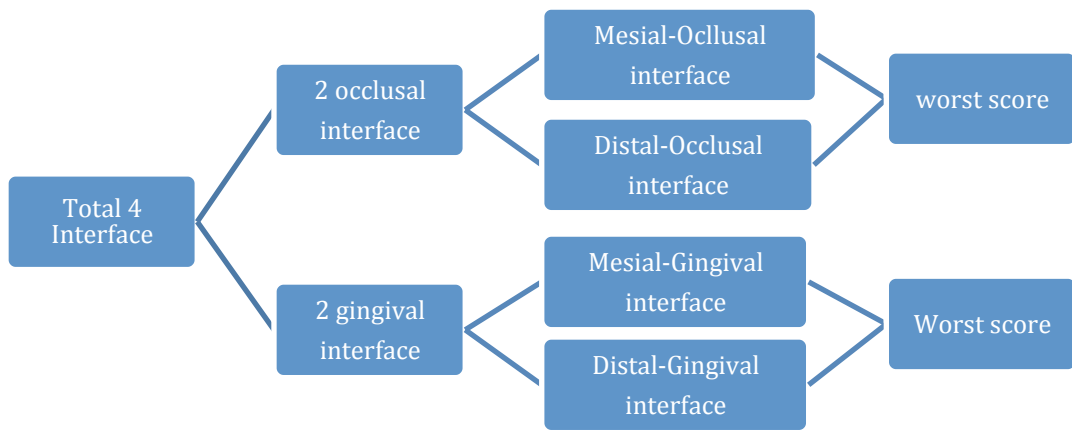 Total 4
Interface
2 occlusal
interface
2 gingival
interface
Mesial-Ocllusal
interface
Distal-Occlusal
interface
Mesial-Gingival
interface
Distal-Gingival
interface
worst score
Worst score